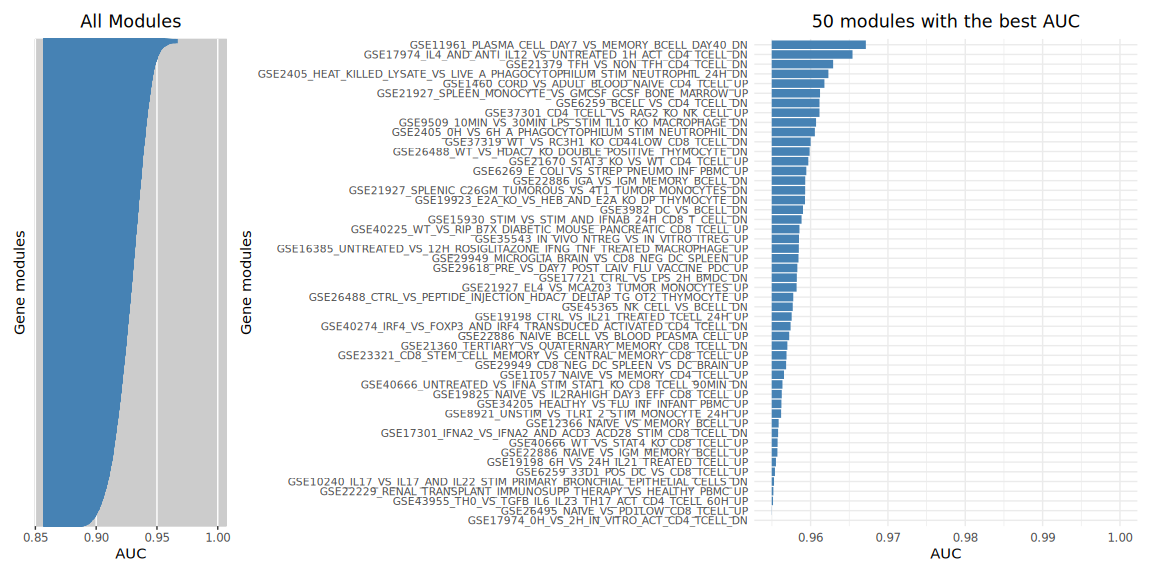 All Modules
Gene modules
0.85
0.90
0.95
1.00
AUC
50 modules with the best AUC
Gene modules
GSE11961_PLASMA_CELL_DAY7_VS_MEMORY_BCELL_DAY40_DN
GSE17974_IL4_AND_ANTI_IL12_VS_UNTREATED_1H_ACT_CD4_TCELL_DN
GSE21379_TFH_VS_NON_TFH_CD4_TCELL_DN
GSE2405_HEAT_KILLED_LYSATE_VS_LIVE_A_PHAGOCYTOPHILUM_STIM_NEUTROPHIL_24H_DN
GSE1460_CORD_VS_ADULT_BLOOD_NAIVE_CD4_TCELL_UP
GSE21927_SPLEEN_MONOCYTE_VS_GMCSF_GCSF_BONE_MARROW_UP
GSE6259_BCELL_VS_CD4_TCELL_DN
GSE37301_CD4_TCELL_VS_RAG2_KO_NK_CELL_UP
GSE9509_10MIN_VS_30MIN_LPS_STIM_IL10_KO_MACROPHAGE_DN
GSE2405_0H_VS_6H_A_PHAGOCYTOPHILUM_STIM_NEUTROPHIL_DN
GSE37319_WT_VS_RC3H1_KO_CD44LOW_CD8_TCELL_DN
GSE26488_WT_VS_HDAC7_KO_DOUBLE_POSITIVE_THYMOCYTE_DN
GSE21670_STAT3_KO_VS_WT_CD4_TCELL_UP
GSE6269_E_COLI_VS_STREP_PNEUMO_INF_PBMC_UP
GSE22886_IGA_VS_IGM_MEMORY_BCELL_DN
GSE21927_SPLENIC_C26GM_TUMOROUS_VS_4T1_TUMOR_MONOCYTES_DN
GSE19923_E2A_KO_VS_HEB_AND_E2A_KO_DP_THYMOCYTE_DN
GSE3982_DC_VS_BCELL_DN
GSE15930_STIM_VS_STIM_AND_IFNAB_24H_CD8_T_CELL_DN
GSE40225_WT_VS_RIP_B7X_DIABETIC_MOUSE_PANCREATIC_CD8_TCELL_UP
GSE35543_IN_VIVO_NTREG_VS_IN_VITRO_ITREG_UP
GSE16385_UNTREATED_VS_12H_ROSIGLITAZONE_IFNG_TNF_TREATED_MACROPHAGE_UP
GSE29949_MICROGLIA_BRAIN_VS_CD8_NEG_DC_SPLEEN_UP
GSE29618_PRE_VS_DAY7_POST_LAIV_FLU_VACCINE_PDC_UP
GSE17721_CTRL_VS_LPS_2H_BMDC_DN
GSE21927_EL4_VS_MCA203_TUMOR_MONOCYTES_UP
GSE26488_CTRL_VS_PEPTIDE_INJECTION_HDAC7_DELTAP_TG_OT2_THYMOCYTE_UP
GSE45365_NK_CELL_VS_BCELL_DN
GSE19198_CTRL_VS_IL21_TREATED_TCELL_24H_UP
GSE40274_IRF4_VS_FOXP3_AND_IRF4_TRANSDUCED_ACTIVATED_CD4_TCELL_DN
GSE22886_NAIVE_BCELL_VS_BLOOD_PLASMA_CELL_UP
GSE21360_TERTIARY_VS_QUATERNARY_MEMORY_CD8_TCELL_DN
GSE23321_CD8_STEM_CELL_MEMORY_VS_CENTRAL_MEMORY_CD8_TCELL_UP
GSE29949_CD8_NEG_DC_SPLEEN_VS_DC_BRAIN_UP
GSE11057_NAIVE_VS_MEMORY_CD4_TCELL_UP
GSE40666_UNTREATED_VS_IFNA_STIM_STAT1_KO_CD8_TCELL_90MIN_DN
GSE19825_NAIVE_VS_IL2RAHIGH_DAY3_EFF_CD8_TCELL_UP
GSE34205_HEALTHY_VS_FLU_INF_INFANT_PBMC_UP
GSE8921_UNSTIM_VS_TLR1_2_STIM_MONOCYTE_24H_UP
GSE12366_NAIVE_VS_MEMORY_BCELL_UP
GSE17301_IFNA2_VS_IFNA2_AND_ACD3_ACD28_STIM_CD8_TCELL_DN
GSE40666_WT_VS_STAT4_KO_CD8_TCELL_UP
GSE22886_NAIVE_VS_IGM_MEMORY_BCELL_UP
GSE19198_6H_VS_24H_IL21_TREATED_TCELL_UP
GSE6259_33D1_POS_DC_VS_CD8_TCELL_UP
GSE10240_IL17_VS_IL17_AND_IL22_STIM_PRIMARY_BRONCHIAL_EPITHELIAL_CELLS_DN
GSE22229_RENAL_TRANSPLANT_IMMUNOSUPP_THERAPY_VS_HEALTHY_PBMC_UP
GSE43955_TH0_VS_TGFB_IL6_IL23_TH17_ACT_CD4_TCELL_60H_UP
GSE26495_NAIVE_VS_PD1LOW_CD8_TCELL_UP
GSE17974_0H_VS_2H_IN_VITRO_ACT_CD4_TCELL_DN
0.96
0.97
0.98
0.99
1.00
AUC